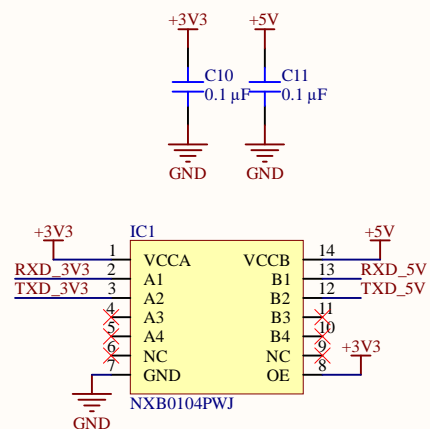 +3V3 +5V
C10 C11
0.1 µF 0.1 µF
GND GND
IC1
+3V3 1 VCCA VCCB 14 +5V
RXD_3V3 2 A1 B1 13 RXD_5V
TXD_3V3 3 A2 B2 12 TXD_5V
4 A3 B3 11
5 A4 B4 10
6 NC NC 9 +3V3
7 GND OE 8
NXB0104PWJ
GND